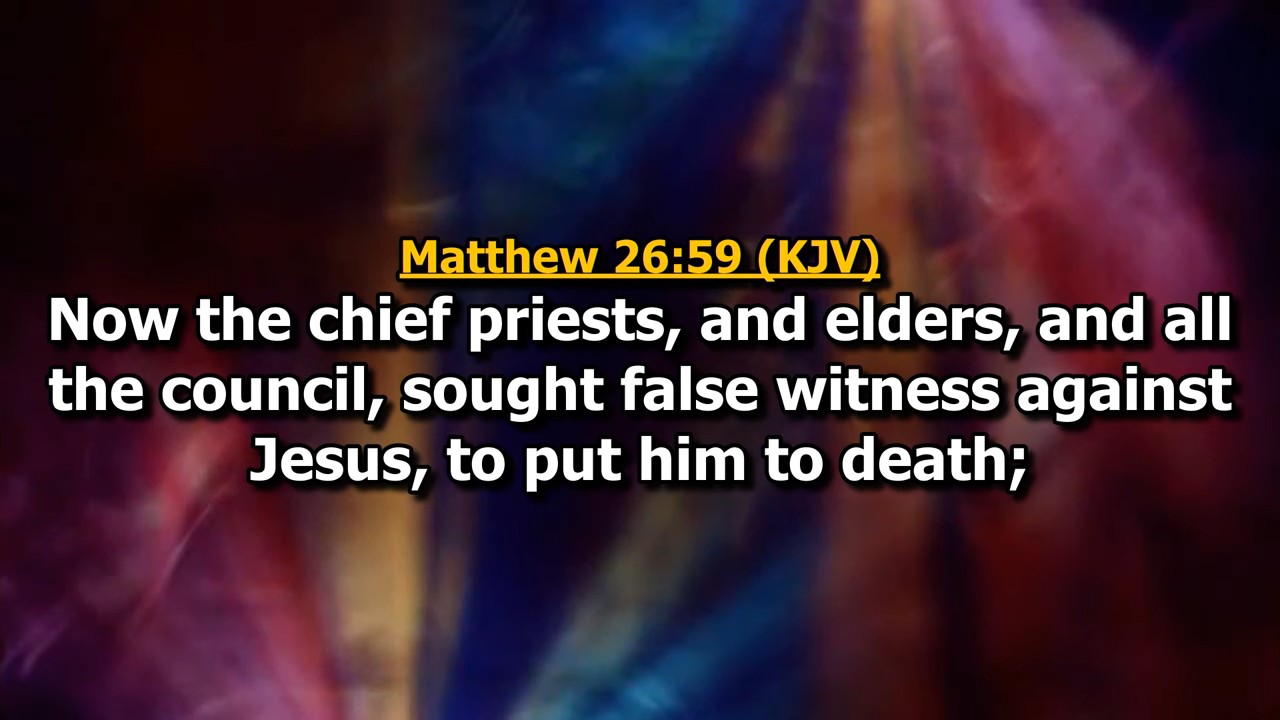 Matthew 26:59 (KJV)
Now the chief priests, and elders, and all
the council, sought false witness against
Jesus, to put him to death;